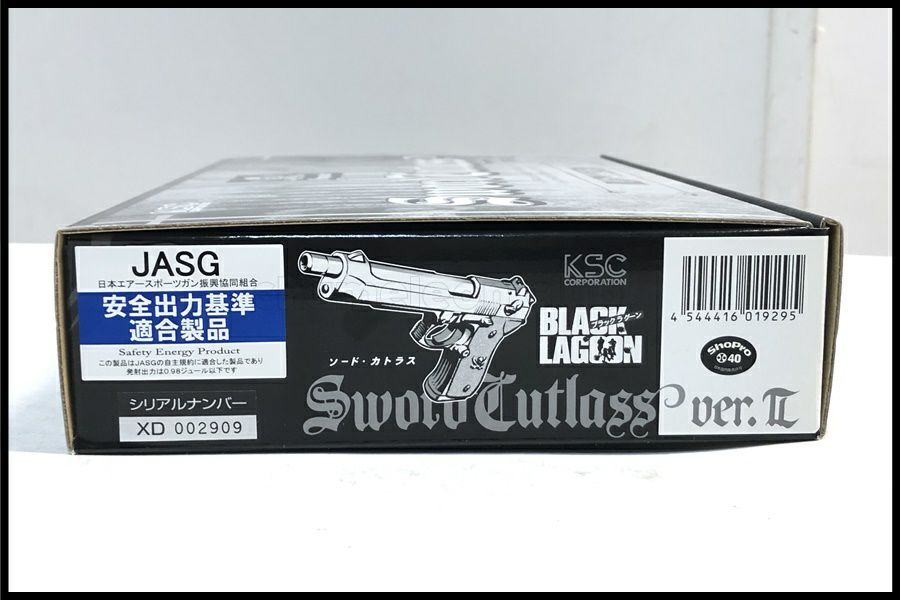 JASG
日本エアースポーツガン振興協同組合
安全出力基準
適合製品
Safety Energy Product
この製品はJASGの自主規約に適合した製品であり
発射出力は0.98ジュール以下です
シリアルナンバー
XD 002909
ソード・カトラス
KSC
CORPORATION
BLACK
ブラック・ラグーン
LAGOON
Sword Cutlass ver.II
4 544416 019295
ShoPro
40